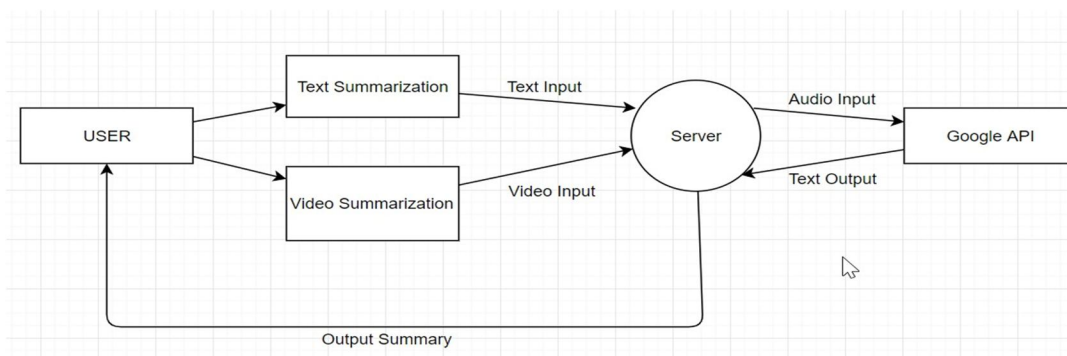 USER
Text Summarization
Video Summarization
Text Input
Video Input
Server
Audio Input
Text Output
Google API
Output Summary